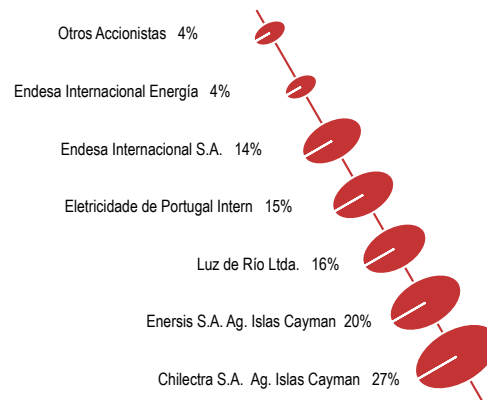 Otros Accionistas 4%
Endesa Internacional Energía 4%
Endesa Internacional S.A. 14%
Eletricidade de Portugal Intern 15%
Luz de Río Ltda. 16%
Enersis S.A. Ag. Islas Cayman 20%
Chilectra S.A. Ag. Islas Cayman 27%